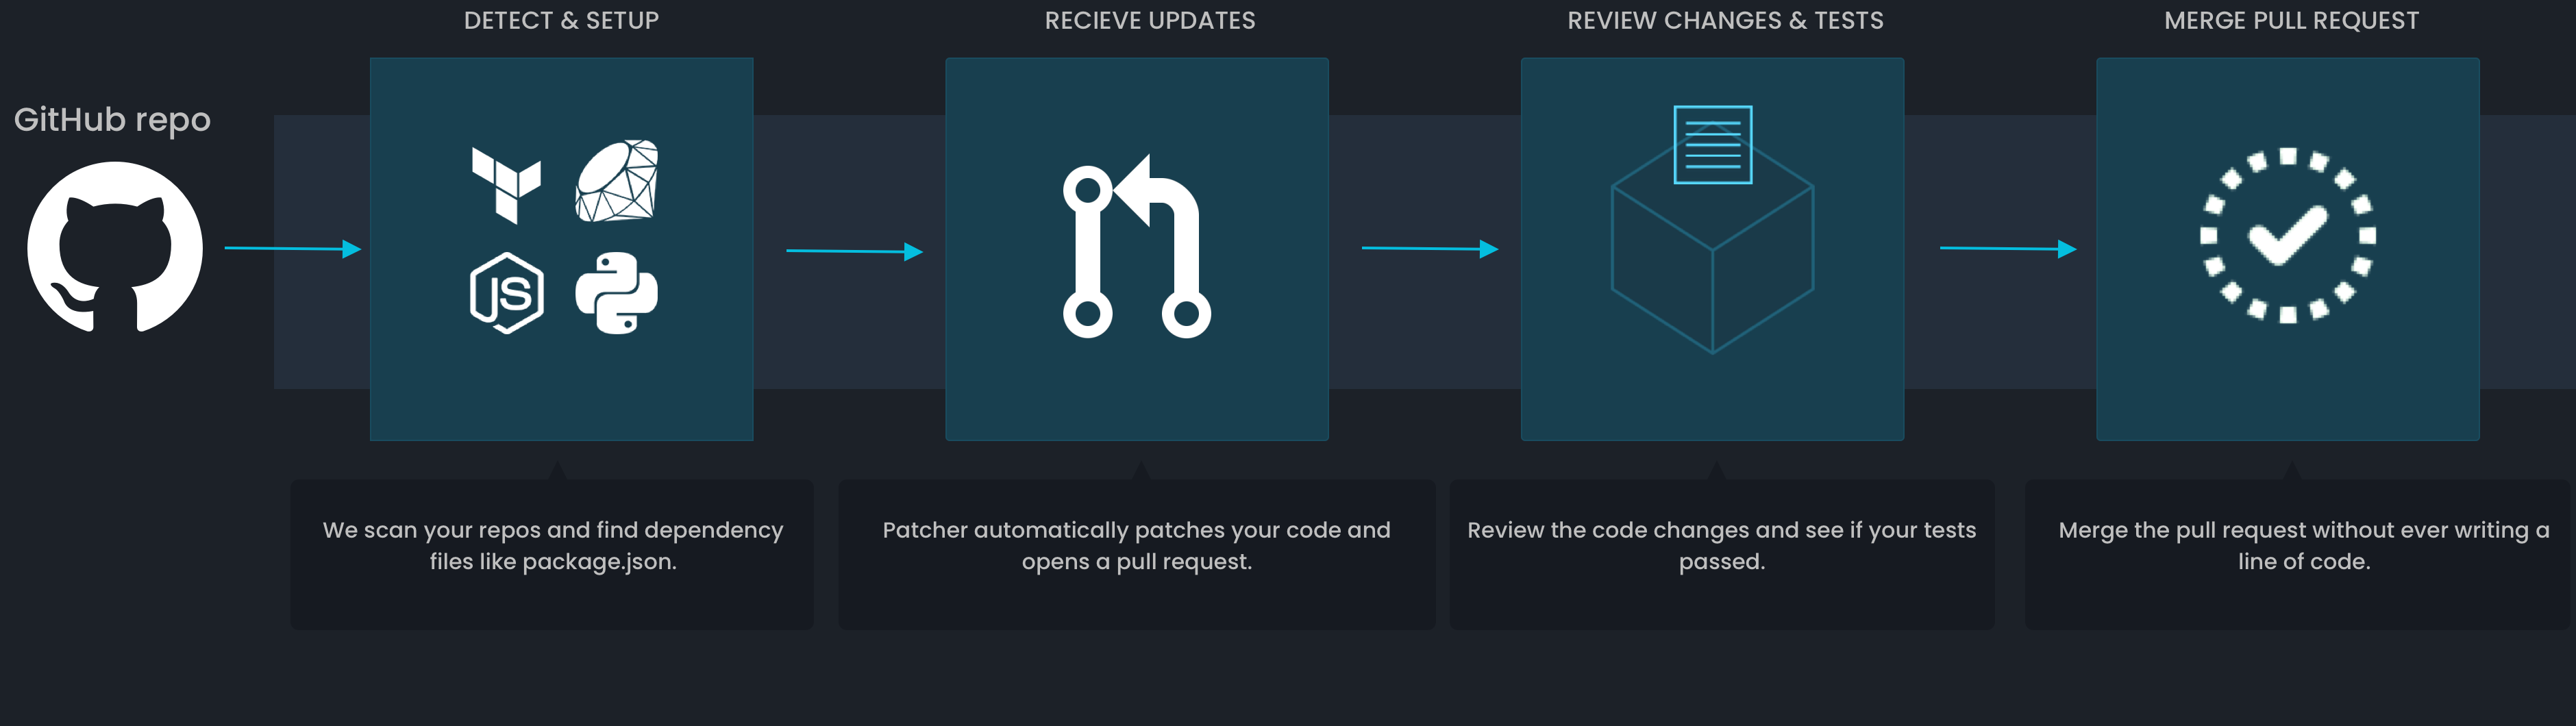 DETECT & SETUP
RECIEVE UPDATES
REVIEW CHANGES & TESTS
MERGE PULL REQUEST
GitHub repo
JS
We scan your repos and find dependency
files like package.json.
Patcher automatically patches your code and
opens a pull request.
Review the code changes and see if your tests
passed.
Merge the pull request without ever writing a
line of code.